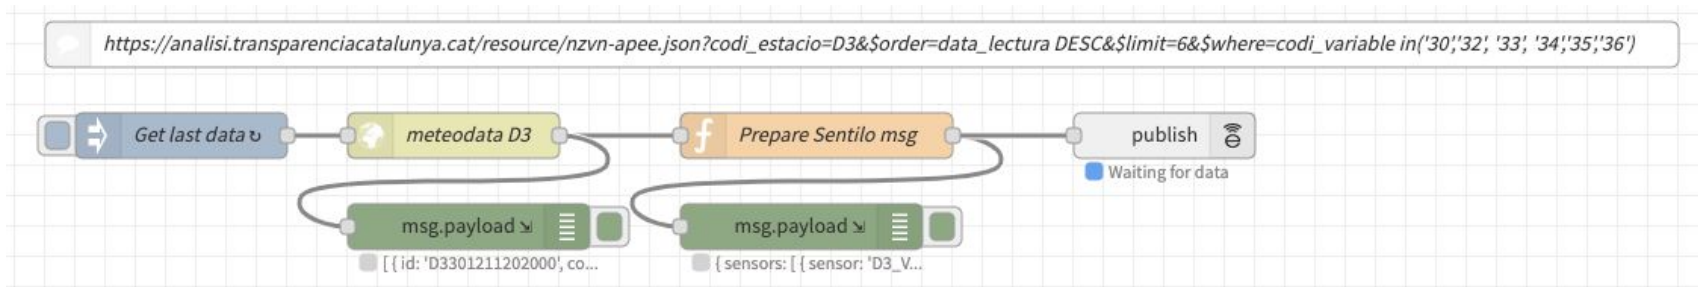 https://analisi.transparenciacatalunya.cat/resource/nzvn-apee.json?codi_estacio=D3&$order=data_lectura DESC&$limit=6&$where=codi_variable in('30','32', '33', '34','35','36')
Get last data ↻
meteodata D3
Prepare Sentilo msg
publish
Waiting for data
msg.payload
msg.payload
[ { id: 'D3301211202000', co...
{ sensors: [ { sensor: 'D3_V...